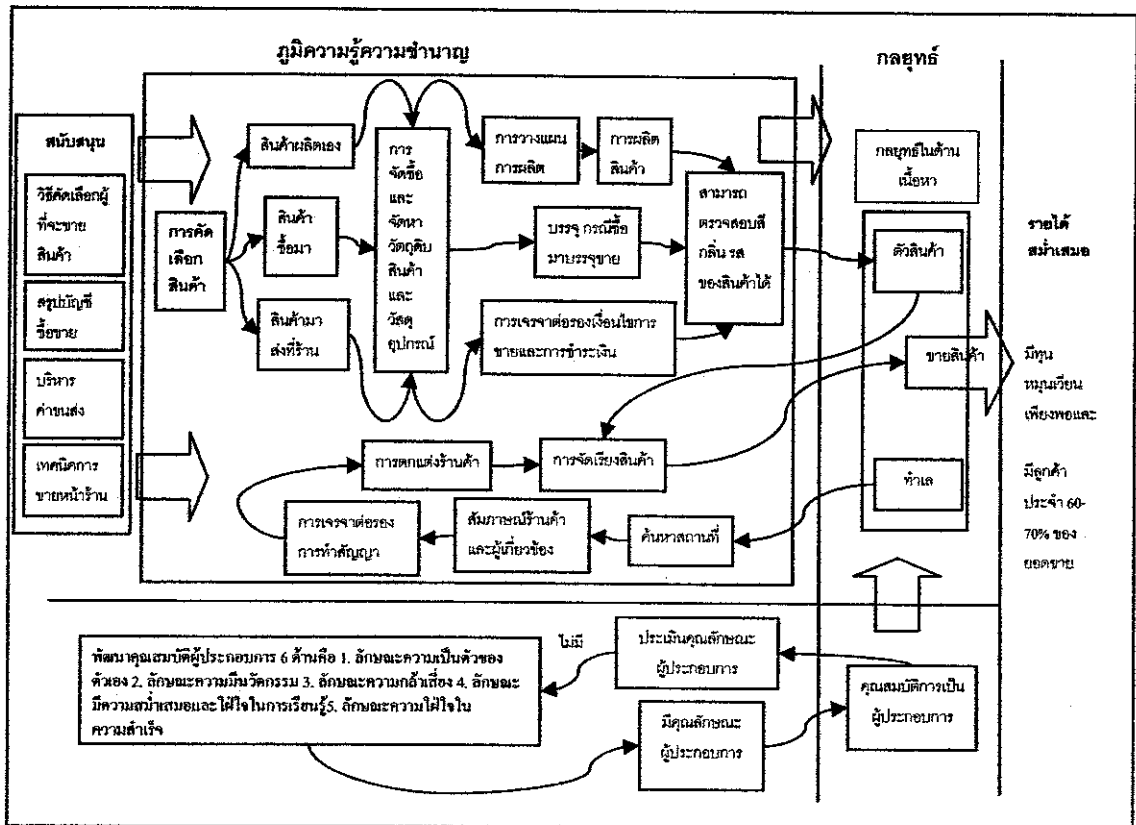 ภูมิความรู้ความชำนาญ
กลยุทธ์
สนับสนุน
วิธีคัดเลือกผู้
ที่จะขาย
สินค้า
สรุปบัญชี
ซื้อขาย
บริหาร
ค่าขนส่ง
เทคนิคการ
ขายหน้าร้าน
การคัด
เลือก
สินค้า
สินค้าผลิตเอง
สินค้า
ซื้อมา
สินค้ามา
ส่งที่ร้าน
การ
จัดซื้อ
และ
จัดหา
วัตถุดิบ
สินค้า
และ
วัสดุ
อุปกรณ์
การวางแผน
การผลิต
การผลิต
สินค้า
บรรจุ กรณีซื้อ
มาบรรจุขาย
การเจรจาต่อรองเงื่อนไขการ
ขายและการชำระเงิน
สามารถ
ตรวจสอบสี
กลิ่น รส
ของสินค้าได้
กลยุทธ์ในด้าน
เนื้อหา
ตัวสินค้า
ขายสินค้า
ทำเล
รายได้
สม่ำเสมอ
มีทุน
หมุนเวียน
เพียงพอและ
มีลูกค้า
ประจำ 60-
70% ของ
ยอดขาย
การตกแต่งร้านค้า
การจัดเรียงสินค้า
การเจรจาต่อรอง
การทำสัญญา
สัมภาษณ์ร้านค้า
และผู้เกี่ยวข้อง
ค้นหาสถานที่
พัฒนาคุณสมบัติผู้ประกอบการ 6 ด้านคือ 1. ลักษณะความเป็นตัวของ
ตัวเอง 2. ลักษณะความมีนวัตกรรม 3. ลักษณะความกล้าเสี่ยง 4. ลักษณะ
มีความสม่ำเสมอและใฝ่ใจในการเรียนรู้5. ลักษณะความใฝ่ใจใน
ความสำเร็จ
ไม่มี
ประเมินคุณลักษณะ
ผู้ประกอบการ
มีคุณลักษณะ
ผู้ประกอบการ
คุณสมบัติการเป็น
ผู้ประกอบการ